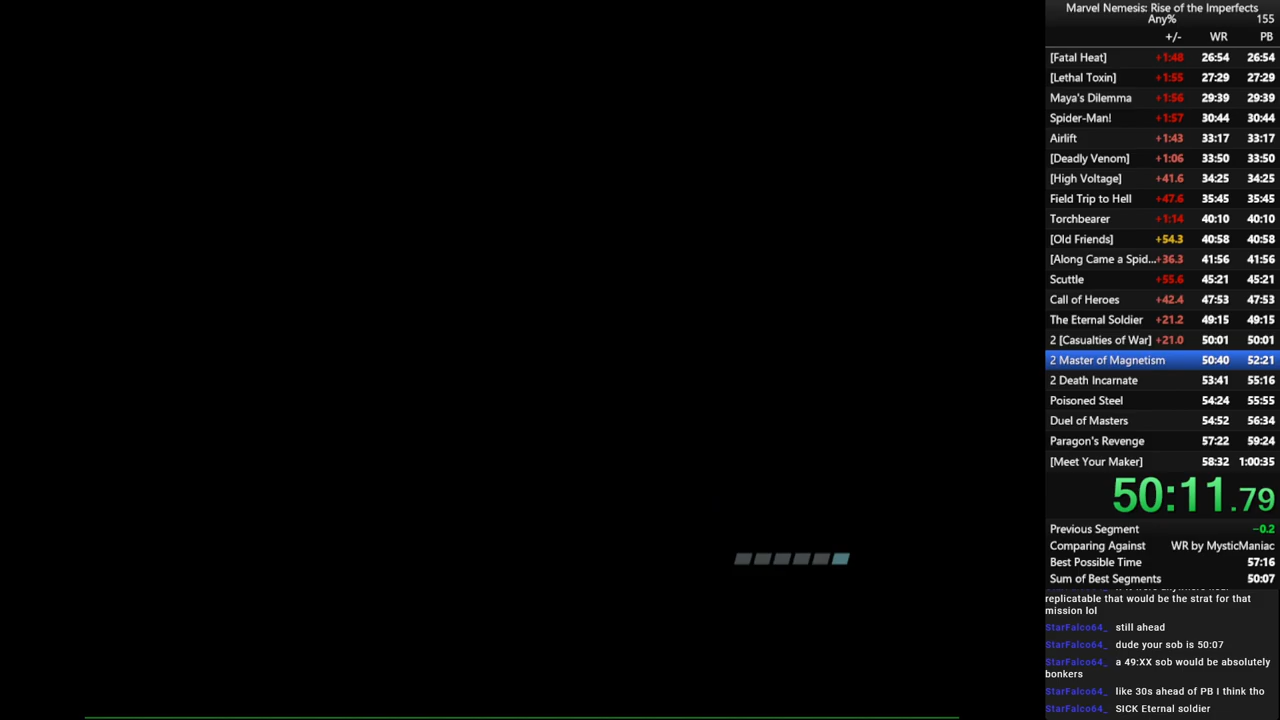 Marvel Nemesis: Rise of the Imperfects
Any% 155
+/- WR PB
[Fatal Heat] +1:48 26:54 26:54
[Lethal Toxin] +1:55 27:29 27:29
Maya's Dilemma +1:56 29:39 29:39
Spider-Man! +1:57 30:44 30:44
Airlift +1:43 33:17 33:17
[Deadly Venom] +1:06 33:50 33:50
[High Voltage] +41.6 34:25 34:25
Field Trip to Hell +47.6 35:45 35:45
Torchbearer +1:14 40:10 40:10
[Old Friends] +54.3 40:58 40:58
[Along Came a Spid... +36.3 41:56 41:56
Scuttle +55.6 45:21 45:21
Call of Heroes +42.4 47:53 47:53
The Eternal Soldier +21.2 49:15 49:15
2 [Casualties of War] +21.0 50:01 50:01
2 Master of Magnetism 50:40 52:21
2 Death Incarnate 53:41 55:16
Poisoned Steel 54:24 55:55
Duel of Masters 54:52 56:34
Paragon's Revenge 57:22 59:24
[Meet Your Maker] 58:32 1:00:35
50:11.79
Previous Segment −0.2
Comparing Against WR by MysticManiac
Best Possible Time 57:16
Sum of Best Segments 50:07
replicatable that would be the strat for that
mission lol
StarFalco64_ still ahead
StarFalco64_ dude your sob is 50:07
StarFalco64_ a 49:XX sob would be absolutely
bonkers
StarFalco64_ like 30s ahead of PB I think tho
StarFalco64_ SICK Eternal soldier